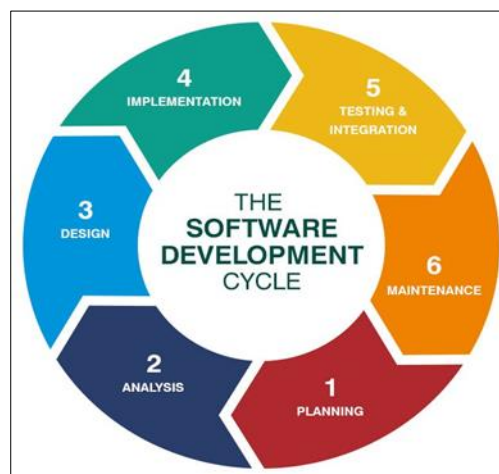 THE
SOFTWARE
DEVELOPMENT
CYCLE
1
PLANNING
2
ANALYSIS
3
DESIGN
4
IMPLEMENTATION
5
TESTING &
INTEGRATION
6
MAINTENANCE